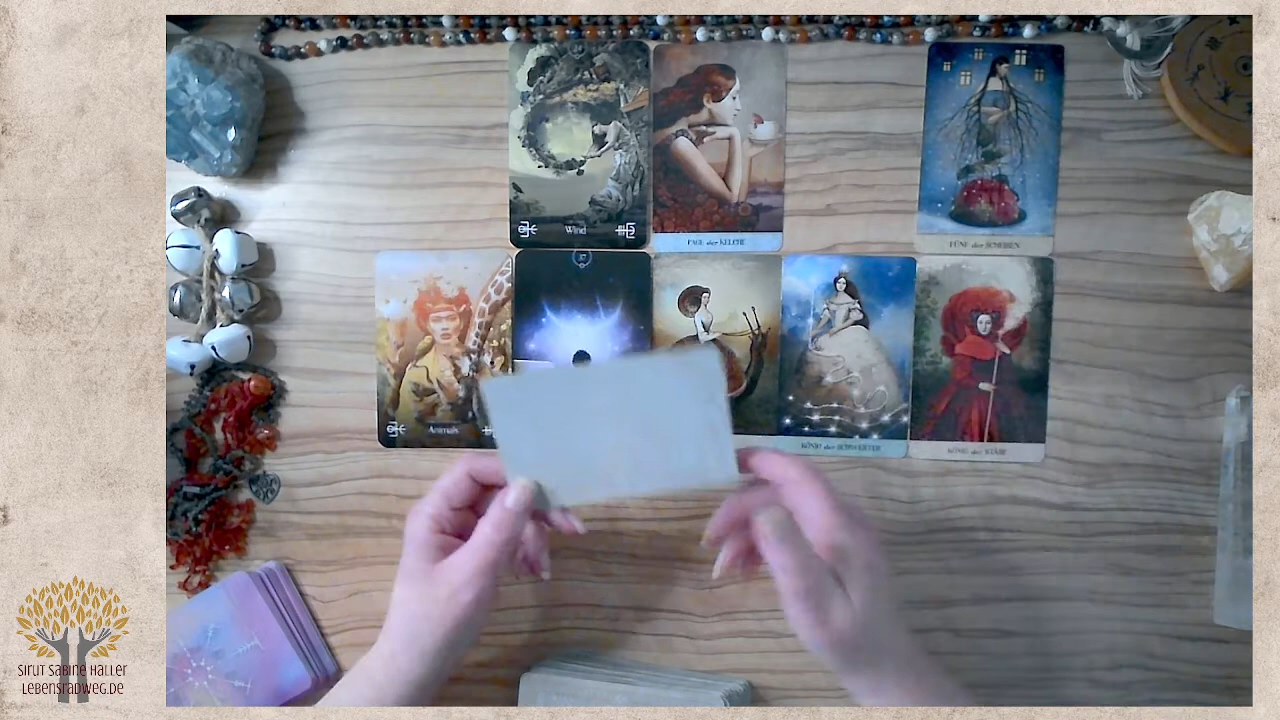 Wind
PAGE der KELCHE
FÜNF der SCHEIBEN
37
Animals
KÖNIG der SCHWERTER
KÖNIG der STÄBE
SIRUT SABINE HALLER
LEBENSRADWEG.DE